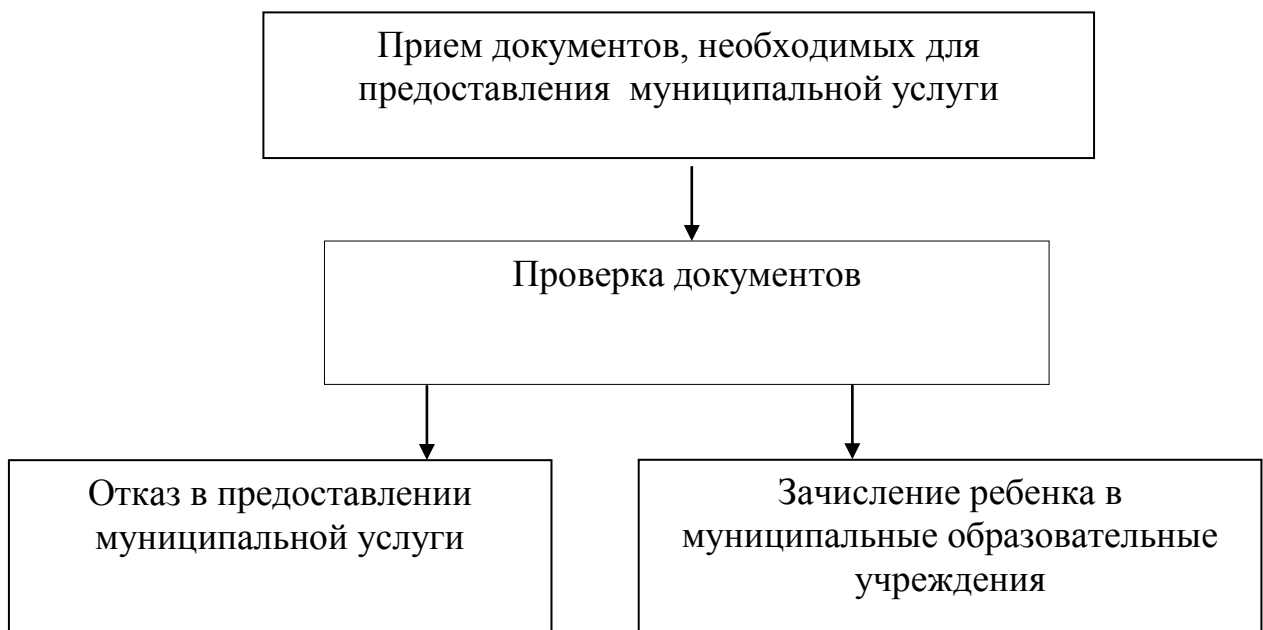 Прием документов, необходимых для
предоставления муниципальной услуги
Проверка документов
Отказ в предоставлении
муниципальной услуги
Зачисление ребенка в
муниципальные образовательные
учреждения